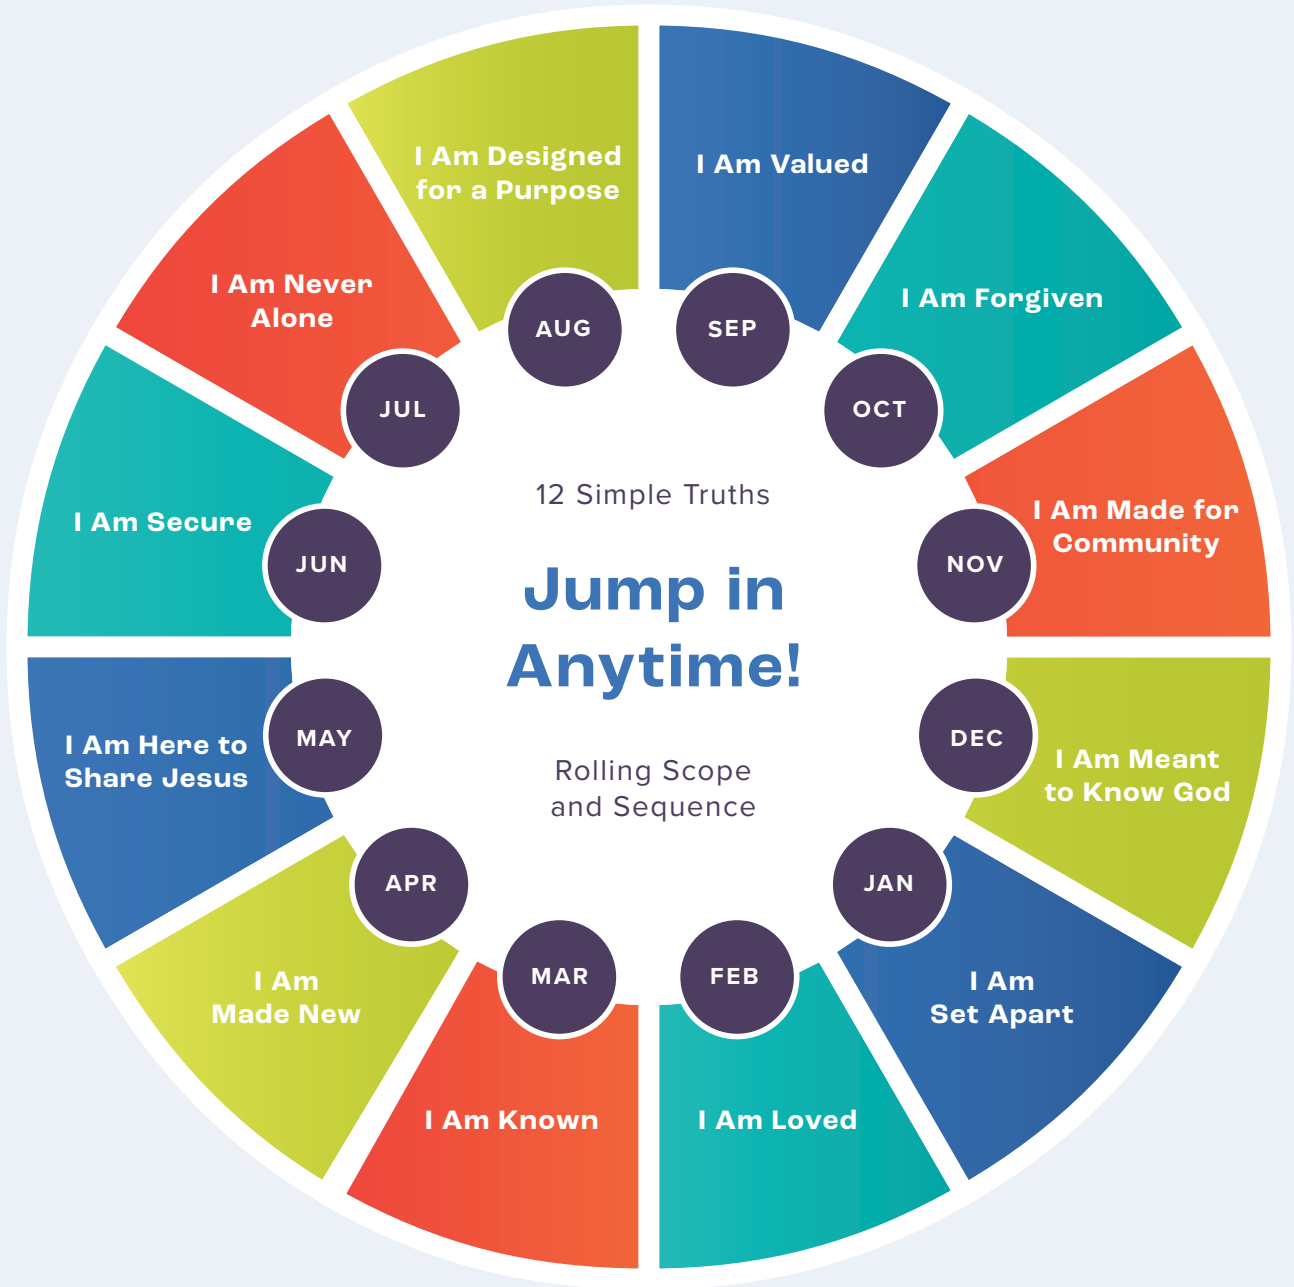 I Am Designed
for a Purpose
AUG
I Am Valued
SEP
I Am Forgiven
OCT
I Am Made for
Community
NOV
I Am Meant
to Know God
DEC
I Am
Set Apart
JAN
I Am Loved
FEB
I Am Known
MAR
I Am
Made New
APR
I Am Here to
Share Jesus
MAY
I Am Secure
JUN
I Am Never
Alone
JUL
12 Simple Truths
Jump in
Anytime!
Rolling Scope
and Sequence